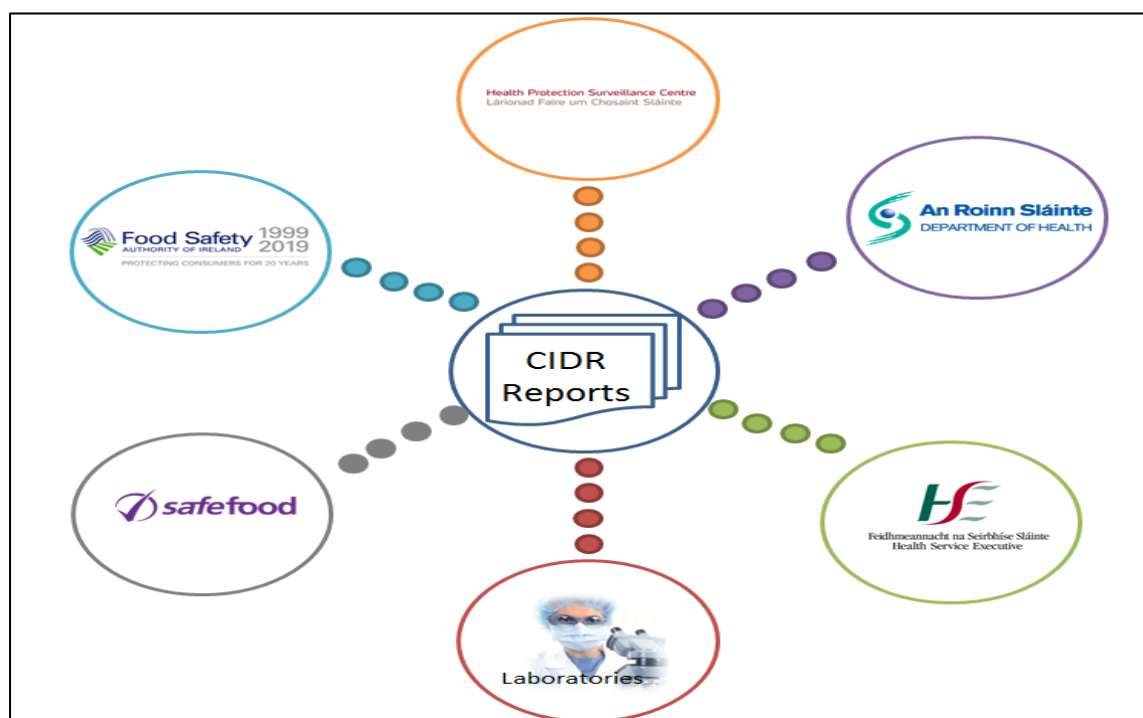 Health Protection Surveillance Centre
Lárionad Faire um Chosaint Sláinte
Food Safety 1999
AUTHORITY OF IRELAND 2019
PROTECTING CONSUMERS FOR 20 YEARS
An Roinn Sláinte
DEPARTMENT OF HEALTH
CIDR
Reports
safefood
HSE
Feidhmeannacht na Seirbhíse Sláinte
Health Service Executive
Laboratories